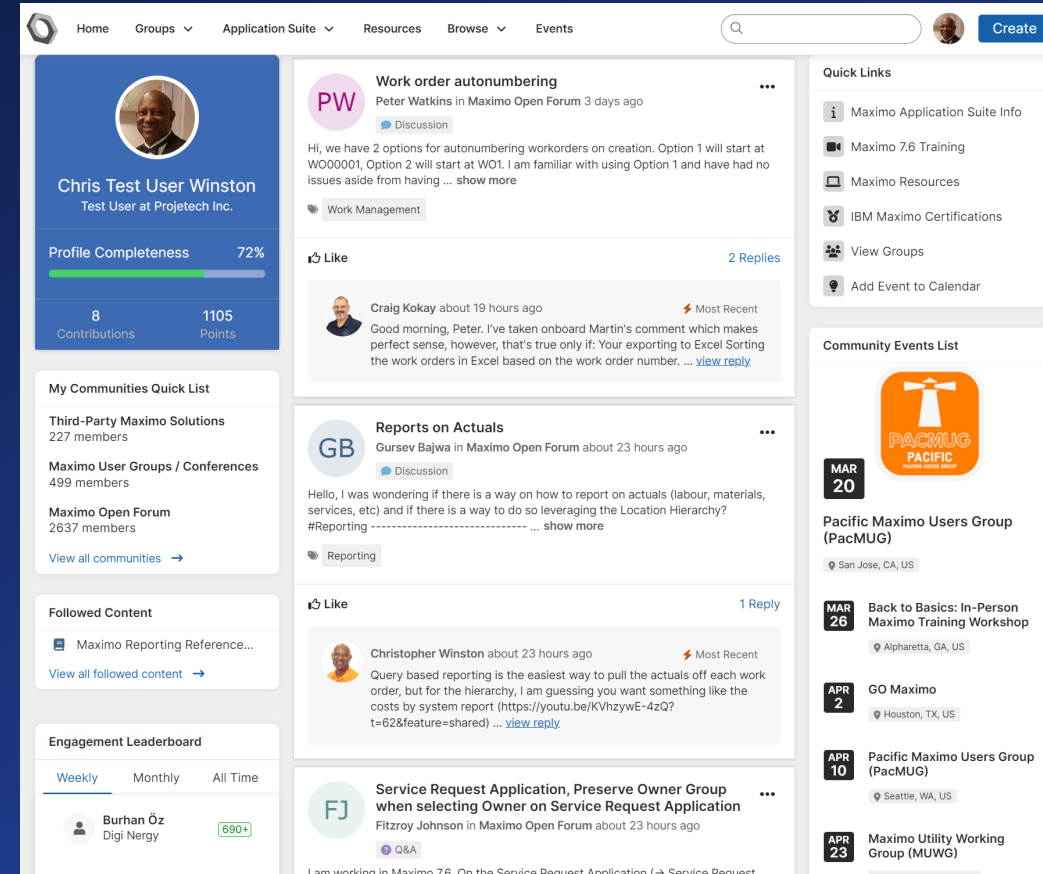 Home Groups Application Suite Resources Browse Events Create
Chris Test User Winston
Test User at Projetech Inc.
Profile Completeness 72%
8 1105
Contributions Points
My Communities Quick List
Third-Party Maximo Solutions
227 members
Maximo User Groups / Conferences
499 members
Maximo Open Forum
2637 members
View all communities →
Followed Content
Maximo Reporting Reference...
View all followed content →
Engagement Leaderboard
Weekly Monthly All Time
Burhan Öz
Digi Nergy
690+
PW
Work order autonumbering
Peter Watkins in Maximo Open Forum 3 days ago
Discussion
Hi, we have 2 options for autonumbering workorders on creation. Option 1 will start at
WO00001, Option 2 will start at WO1. I am familiar with using Option 1 and have had no
issues aside from having ... show more
Work Management
Like 2 Replies
Craig Kokay about 19 hours ago Most Recent
Good morning, Peter. I've taken onboard Martin's comment which makes
perfect sense, however, that's true only if: Your exporting to Excel Sorting
the work orders in Excel based on the work order number. ... view reply
GB
Reports on Actuals
Gursev Bajwa in Maximo Open Forum about 23 hours ago
Discussion
Hello, I was wondering if there is a way on how to report on actuals (labour, materials,
services, etc) and if there is a way to do so leveraging the Location Hierarchy?
#Reporting ------------------------------ ... show more
Reporting
Like 1 Reply
Christopher Winston about 23 hours ago Most Recent
Query based reporting is the easiest way to pull the actuals off each work
order, but for the hierarchy, I am guessing you want something like the
costs by system report (https://youtu.be/KVhzywE-4zQ?
t=62&feature=shared) ... view reply
FJ
Service Request Application, Preserve Owner Group
when selecting Owner on Service Request Application
Fitzroy Johnson in Maximo Open Forum about 23 hours ago
Q&A
I am working in Maximo 7.6. On the Service Request Application (→ Service Request
Quick Links
Maximo Application Suite Info
Maximo 7.6 Training
Maximo Resources
IBM Maximo Certifications
View Groups
Add Event to Calendar
Community Events List
PACMUG
PACIFIC
MAXIMO USERS GROUP
MAR
20
Pacific Maximo Users Group
(PacMUG)
San Jose, CA, US
MAR
26
Back to Basics: In-Person
Maximo Training Workshop
Alpharetta, GA, US
APR
2
GO Maximo
Houston, TX, US
APR
10
Pacific Maximo Users Group
(PacMUG)
Seattle, WA, US
APR
23
Maximo Utility Working
Group (MUWG)